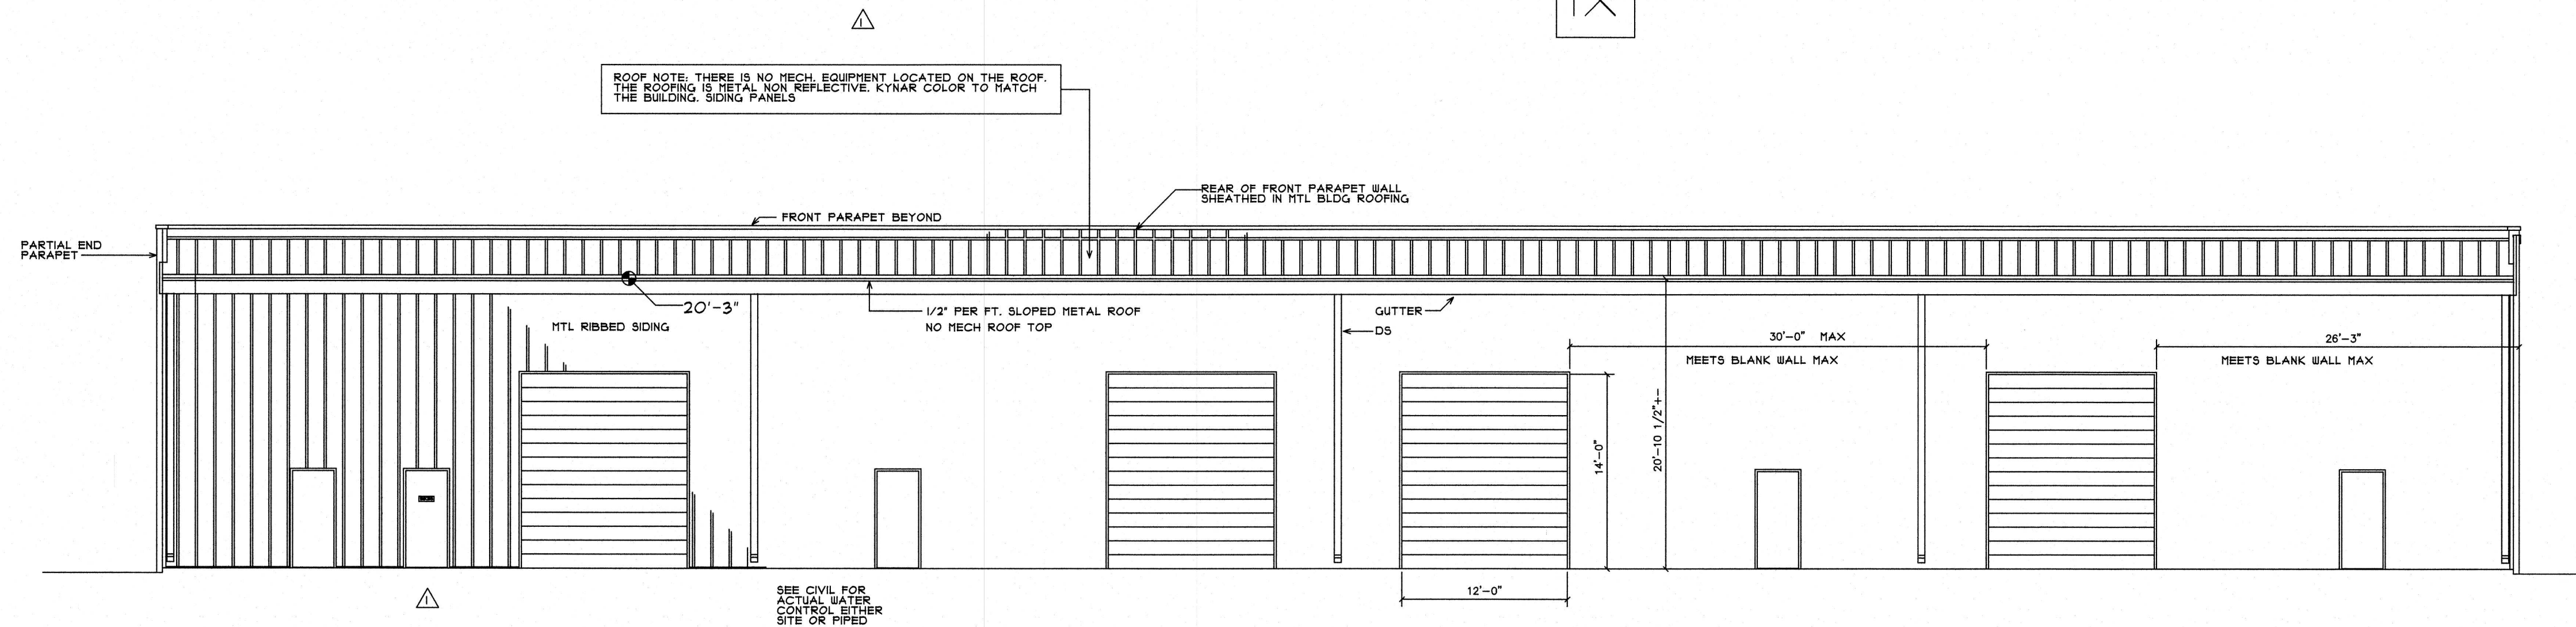 1
ROOF NOTE: THERE IS NO MECH. EQUIPMENT LOCATED ON THE ROOF.
THE ROOFING IS METAL NON REFLECTIVE. KYNAR COLOR TO MATCH
THE BUILDING. SIDING PANELS
REAR OF FRONT PARAPET WALL
SHEATHED IN MTL BLDG ROOFING
FRONT PARAPET BEYOND
PARTIAL END
PARAPET
20'-3"
1/2" PER FT. SLOPED METAL ROOF
NO MECH ROOF TOP
MTL RIBBED SIDING
GUTTER
DS
30'-0" MAX
MEETS BLANK WALL MAX
26'-3"
MEETS BLANK WALL MAX
14'-0"
20'-10 1/2"+-
12'-0"
1
SEE CIVIL FOR
ACTUAL WATER
CONTROL EITHER
SITE OR PIPED